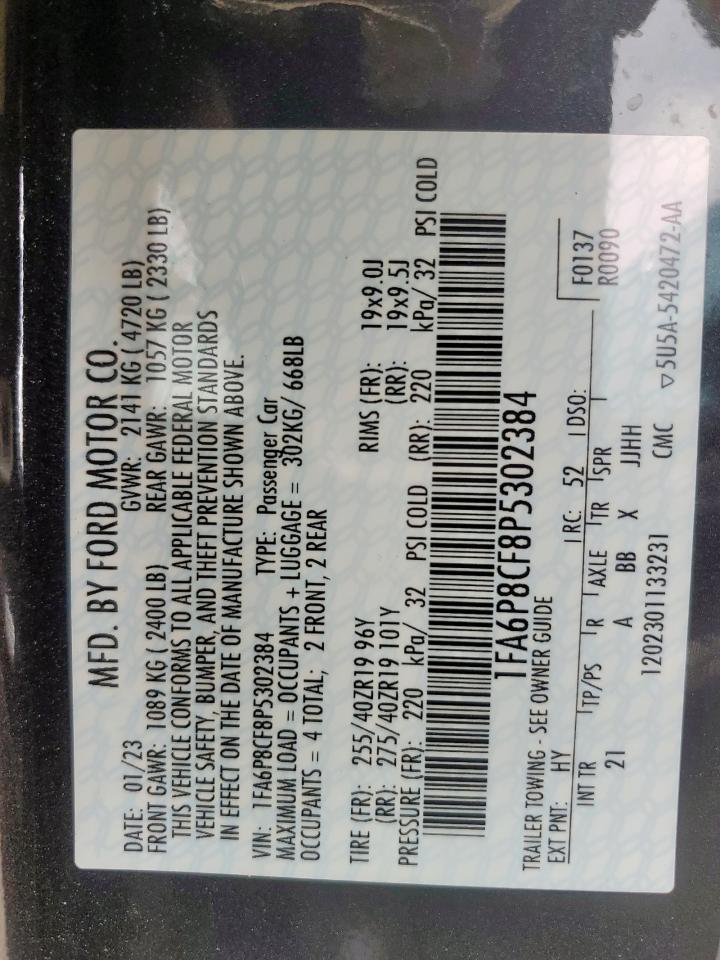 MFD. BY FORD MOTOR CO.
DATE: 01/23 GVWR: 2141 KG ( 4720 LB)
FRONT GAWR: 1089 KG ( 2400 LB) REAR GAWR: 1057 KG ( 2330 LB)
THIS VEHICLE CONFORMS TO ALL APPLICABLE FEDERAL MOTOR
VEHICLE SAFETY, BUMPER, AND THEFT PREVENTION STANDARDS
IN EFFECT ON THE DATE OF MANUFACTURE SHOWN ABOVE.
VIN: 1FA6P8CF8P5302384 TYPE: Passenger Car
MAXIMUM LOAD = OCCUPANTS + LUGGAGE = 302KG/ 668LB
OCCUPANTS = 4 TOTAL; 2 FRONT, 2 REAR
TIRE (FR): 255/40ZR19 96Y RIMS (FR): 19x9.0J
(RR): 275/40ZR19 101Y (RR): 19x9.5J
PRESSURE (FR): 220 kPa/ 32 PSI COLD (RR): 220 kPa/ 32 PSI COLD
1FA6P8CF8P5302384
TRAILER TOWING - SEE OWNER GUIDE
EXT PNT: HY RC: 52 DSO: F0137
R0090
INT TR TP/PS R AXLE TR SPR
21 A BB X JJHH
1202301133231 CMC ▽5U5A-5420472-AA